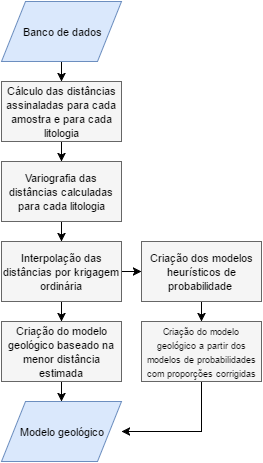 Banco de dados
Cálculo das distâncias
assinaladas para cada
amostra e para cada
litologia
Variografia das
distâncias calculadas
para cada litologia
Interpolação das
distâncias por krigagem
ordinária
Criação dos modelos
heurísticos de
probabilidade
Criação do modelo
geológico baseado na
menor distância
estimada
Criação do modelo
geológico a partir dos
modelos de probabilidades
com proporções corrigidas
Modelo geológico